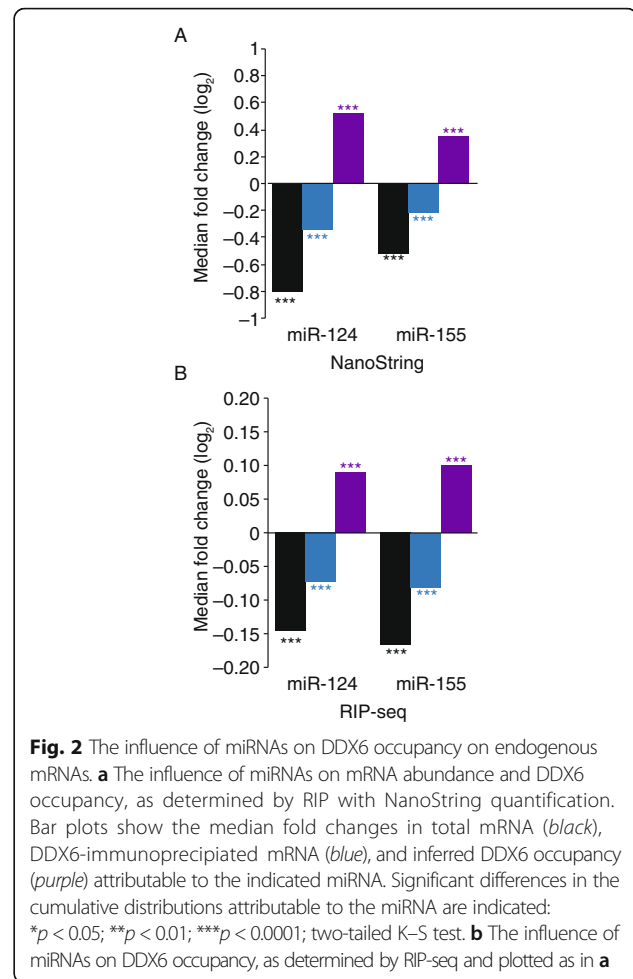 A
1
0.8
0.6
0.4
0.2
0
−0.2
−0.4
−0.6
−0.8
−1
Median fold change (log2)
***
***
***
***
***
***
miR-124 miR-155
NanoString
B
0.20
0.15
0.10
0.05
0
−0.05
−0.10
−0.15
−0.20
Median fold change (log2)
***
***
***
***
***
***
miR-124 miR-155
RIP-seq
Fig. 2 The influence of miRNAs on DDX6 occupancy on endogenous
mRNAs. a The influence of miRNAs on mRNA abundance and DDX6
occupancy, as determined by RIP with NanoString quantification.
Bar plots show the median fold changes in total mRNA (black),
DDX6-immunoprecipiated mRNA (blue), and inferred DDX6 occupancy
(purple) attributable to the indicated miRNA. Significant differences in the
cumulative distributions attributable to the miRNA are indicated:
*p < 0.05; **p < 0.01; ***p < 0.0001; two-tailed K–S test. b The influence of
miRNAs on DDX6 occupancy, as determined by RIP-seq and plotted as in a